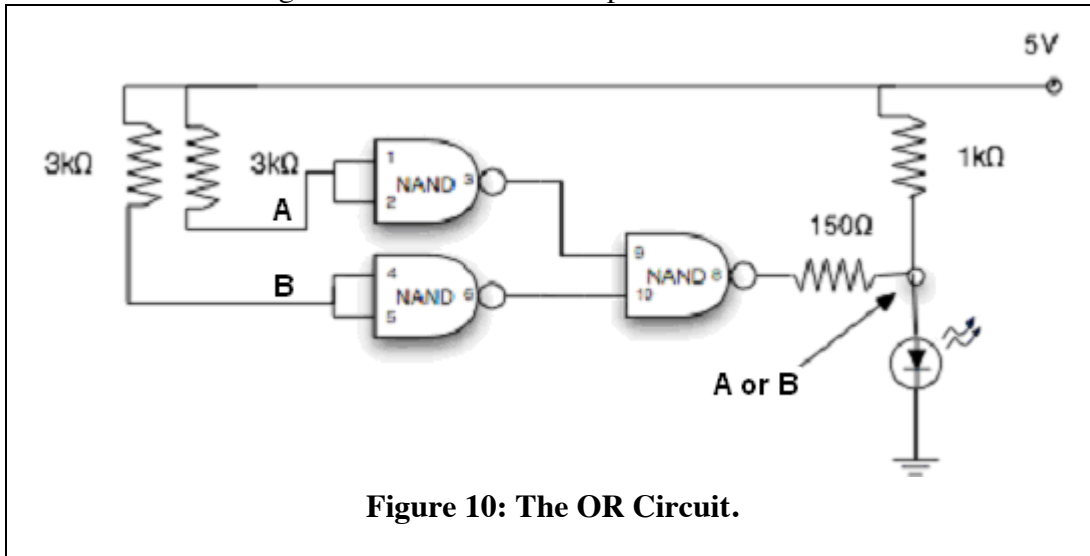 5V
3kΩ
3kΩ
1kΩ
1
2
NAND
3
A
150Ω
9
10
NAND
8
B
4
5
NAND
6
A or B
Figure 10: The OR Circuit.